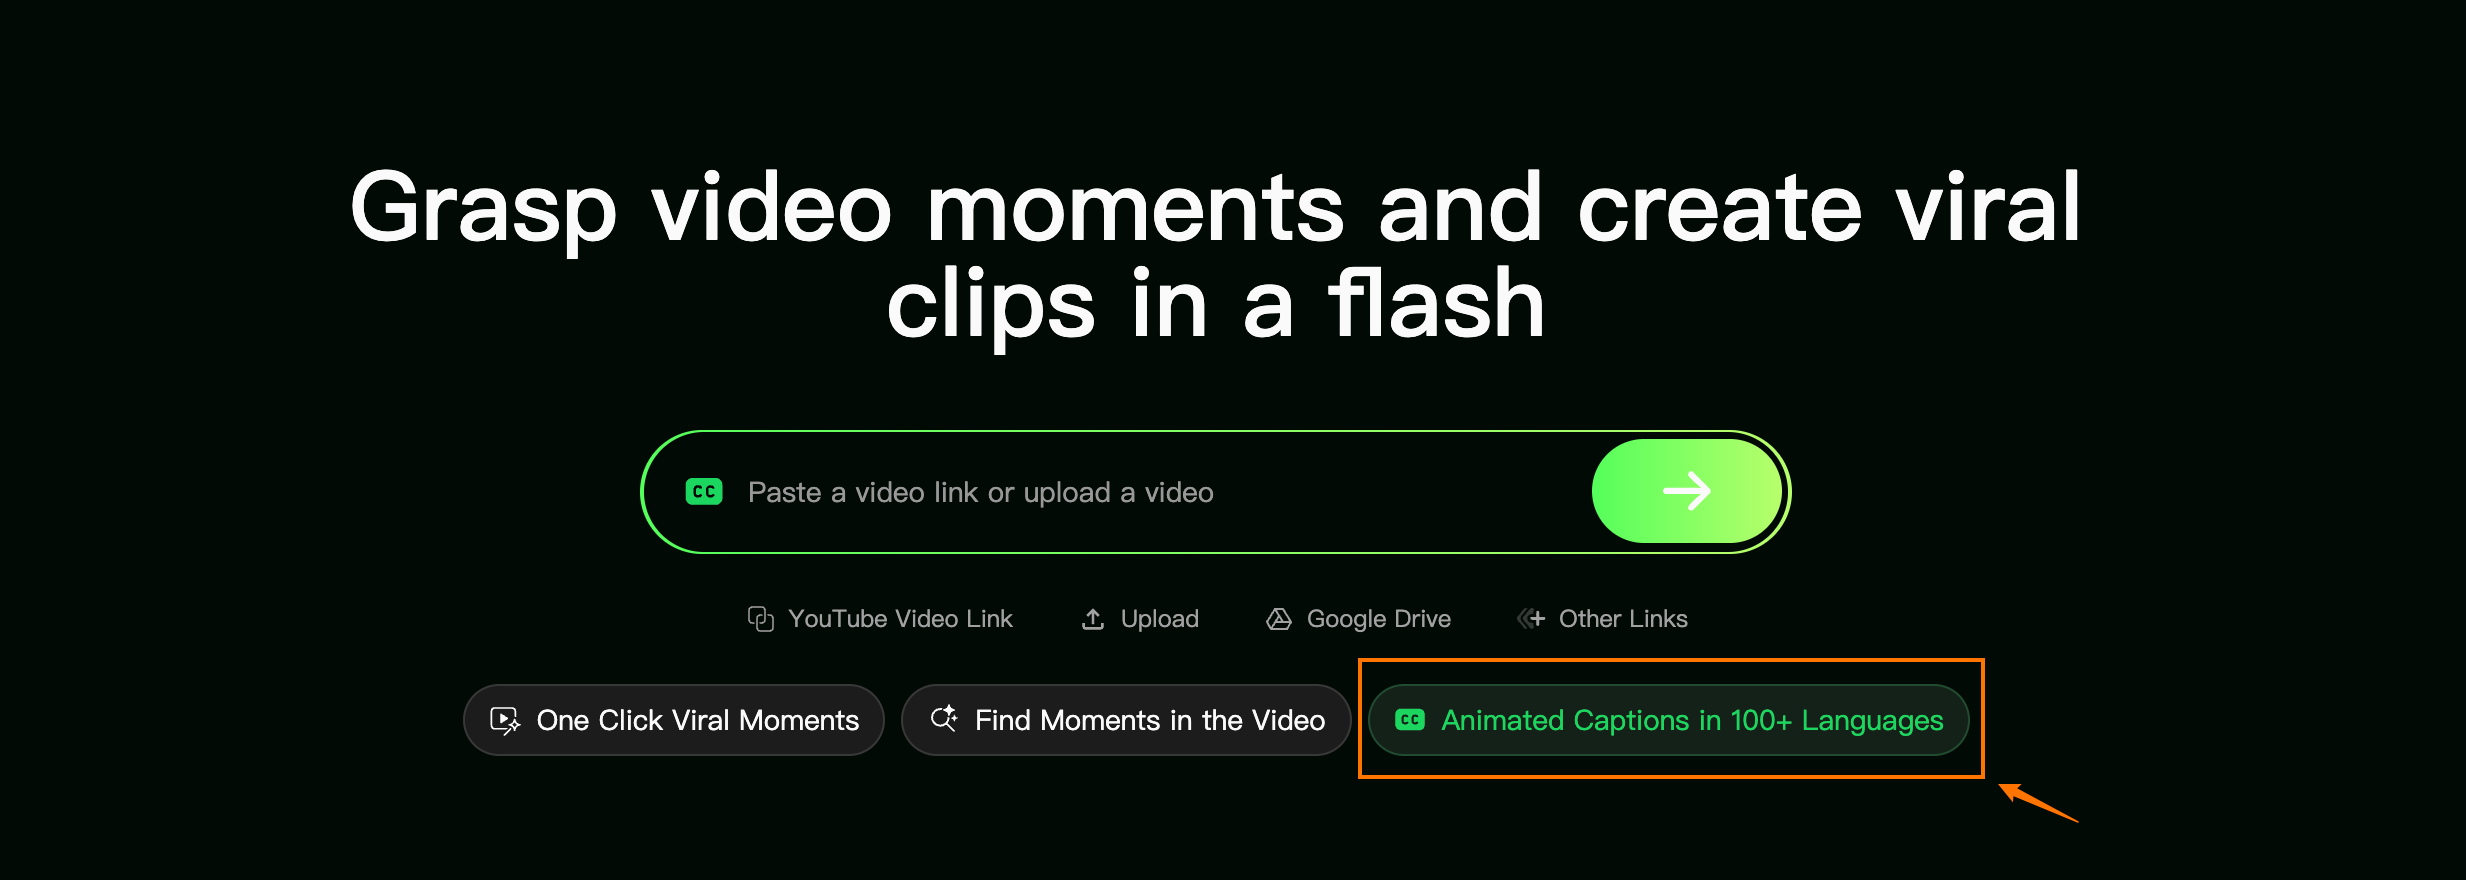 Grasp video moments and create viral
clips in a flash
CC Paste a video link or upload a video
YouTube Video Link Upload Google Drive Other Links
One Click Viral Moments Find Moments in the Video CC Animated Captions in 100+ Languages